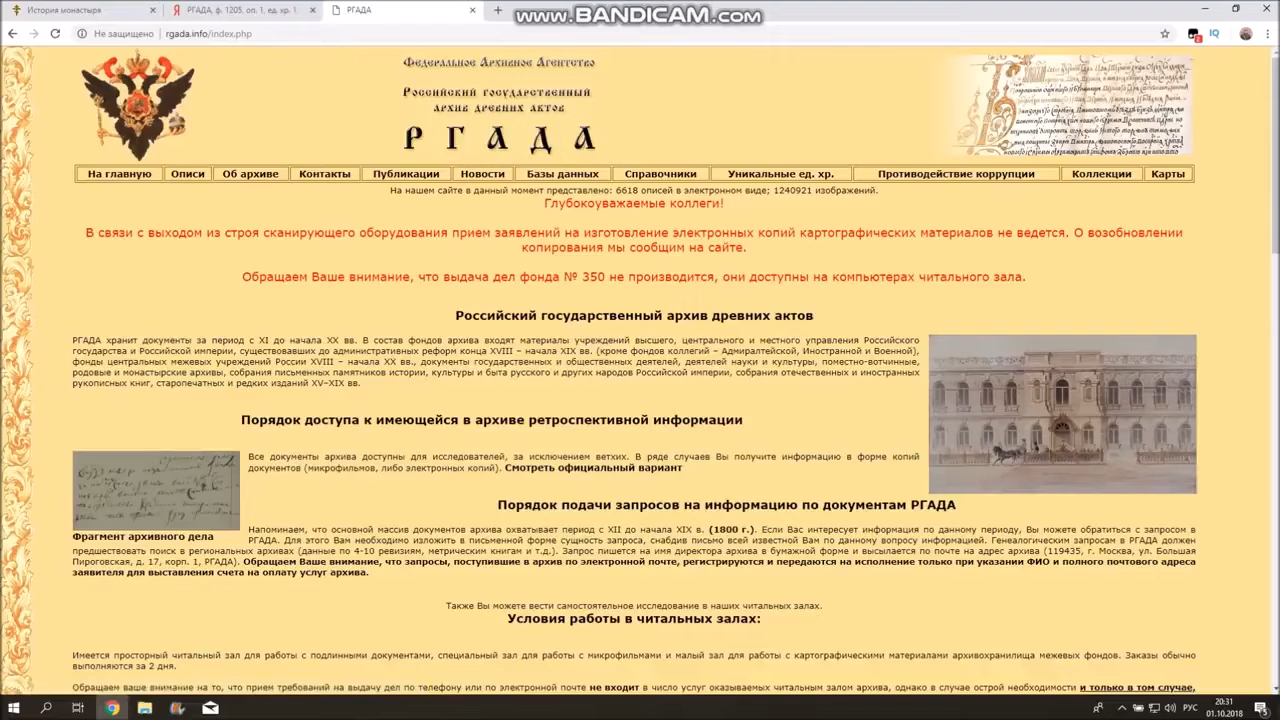 www.BANDICAM.com
История монастыря
РГАДА, ф. 1205. оп. 1, ед. хр. 1
РГАДА
Не защищено
rgada.info/index.php
Федеральное Архивное Агентство
Российский государственный
архив древних актов
РГАДА
На главную Описи Об архиве Контакты Публикации Новости Базы данных Справочники Уникальные ед. хр. Противодействие коррупции Коллекции Карты
На нашем сайте в данный момент представлено: 6618 описей в электронном виде; 1240921 изображений.
Глубокоуважаемые коллеги!
В связи с выходом из строя сканирующего оборудования прием заявлений на изготовление электронных копий картографических материалов не ведется. О возобновлении
копирования мы сообщим на сайте.
Обращаем Ваше внимание, что выдача дел фонда № 350 не производится, они доступны на компьютерах читального зала.
Российский государственный архив древних актов
РГАДА хранит документы за период с XI до начала XX вв. В состав фондов архива входят материалы учреждений высшего, центрального и местного управления Российского
государства и Российской империи, существовавших до административных реформ конца XVIII – начала XIX вв. (кроме фондов коллегий – Адмиралтейской, Иностранной и Военной),
фонды центральных межевых учреждений России XVIII – начала XX вв., документы государственных и общественных деятелей, деятелей науки и культуры, поместно-вотчинные,
родовые и монастырские архивы, собрания письменных памятников истории, культуры и быта русского и других народов Российской империи, собрания отечественных и иностранных
рукописных книг, старопечатных и редких изданий XV–XIX вв.
Порядок доступа к имеющейся в архиве ретроспективной информации
Все документы архива доступны для исследователей, за исключением ветхих. В ряде случаев Вы получите информацию в форме копий
документов (микрофильмов, либо электронных копий). Смотреть официальный вариант
Порядок подачи запросов на информацию по документам РГАДА
Напоминаем, что основной массив документов архива охватывает период с XII до начала XIX в. (1800 г.). Если Вас интересует информация по данному периоду, Вы можете обратиться с запросом в
Фрагмент архивного дела
РГАДА. Для этого Вам необходимо изложить в письменной форме сущность запроса, снабдив письмо всей известной Вам по данному вопросу информацией. Генеалогическим запросам в РГАДА должен
предшествовать поиск в региональных архивах (данные по 4-10 ревизиям, метрическим книгам и т.д.). Запрос пишется на имя директора архива в бумажной форме и высылается по почте на адрес архива (119435, г. Москва, ул. Большая
Пироговская, д. 17, корп. 1, РГАДА). Обращаем Ваше внимание, что запросы, поступившие в архив по электронной почте, регистрируются и передаются на исполнение только при указании ФИО и полного почтового адреса
заявителя для выставления счета на оплату услуг архива.
Также Вы можете вести самостоятельное исследование в наших читальных залах.
Условия работы в читальных залах:
Имеется просторный читальный зал для работы с подлинными документами, специальный зал для работы с микрофильмами и малый зал для работы с картографическими материалами архивохранилища межевых фондов. Заказы обычно
выполняются за 2 дня.
Обращаем ваше внимание на то, что прием требований на выдачу дел по телефону или по электронной почте не входит в число услуг оказываемых читальным залом архива, однако в случае острой необходимости и только в том случае,
РУС
20:31
01.10.2018